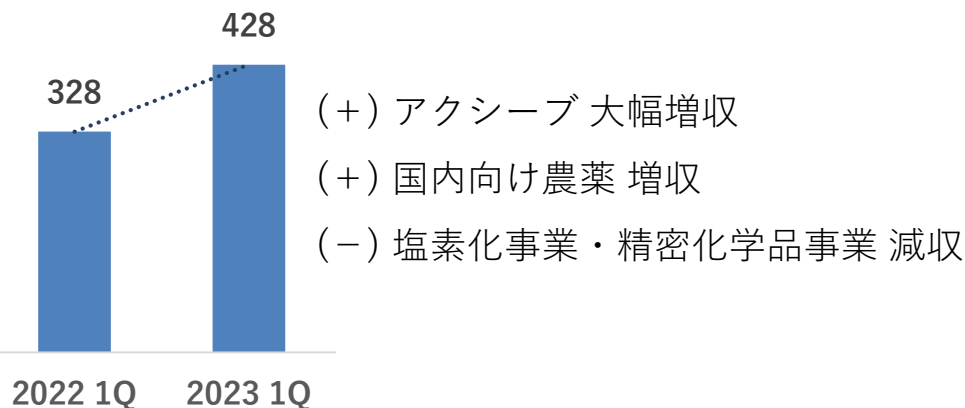 428
328
(+) アクシーブ 大幅増収
(+) 国内向け農薬 増収
(−) 塩素化事業・精密化学品事業 減収
2022 1Q
2023 1Q